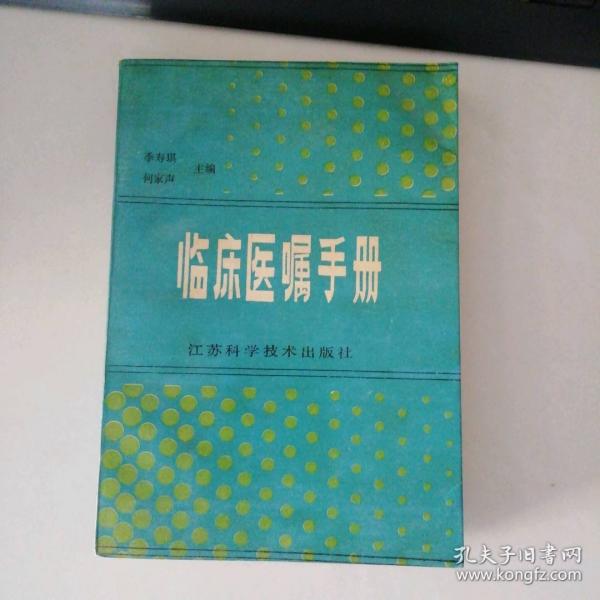 季寿琪
何家声
主编
临床医嘱手册
江苏科学技术出版社
孔夫子旧书网
www.kongfz.com